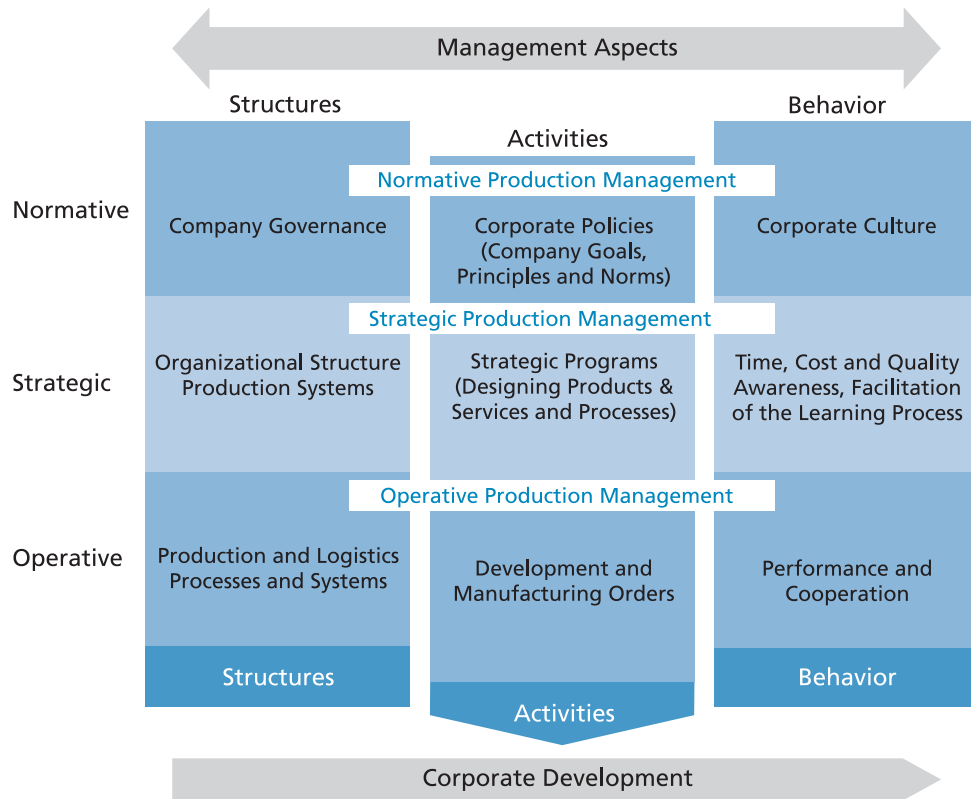 Management Aspects
Structures
Activities
Behavior
Normative
Normative Production Management
Company Governance
Corporate Policies
(Company Goals,
Principles and Norms)
Corporate Culture
Strategic
Strategic Production Management
Organizational Structure
Production Systems
Strategic Programs
(Designing Products &
Services and Processes)
Time, Cost and Quality
Awareness, Facilitation
of the Learning Process
Operative
Operative Production Management
Production and Logistics
Processes and Systems
Development and
Manufacturing Orders
Performance and
Cooperation
Structures
Activities
Behavior
Corporate Development